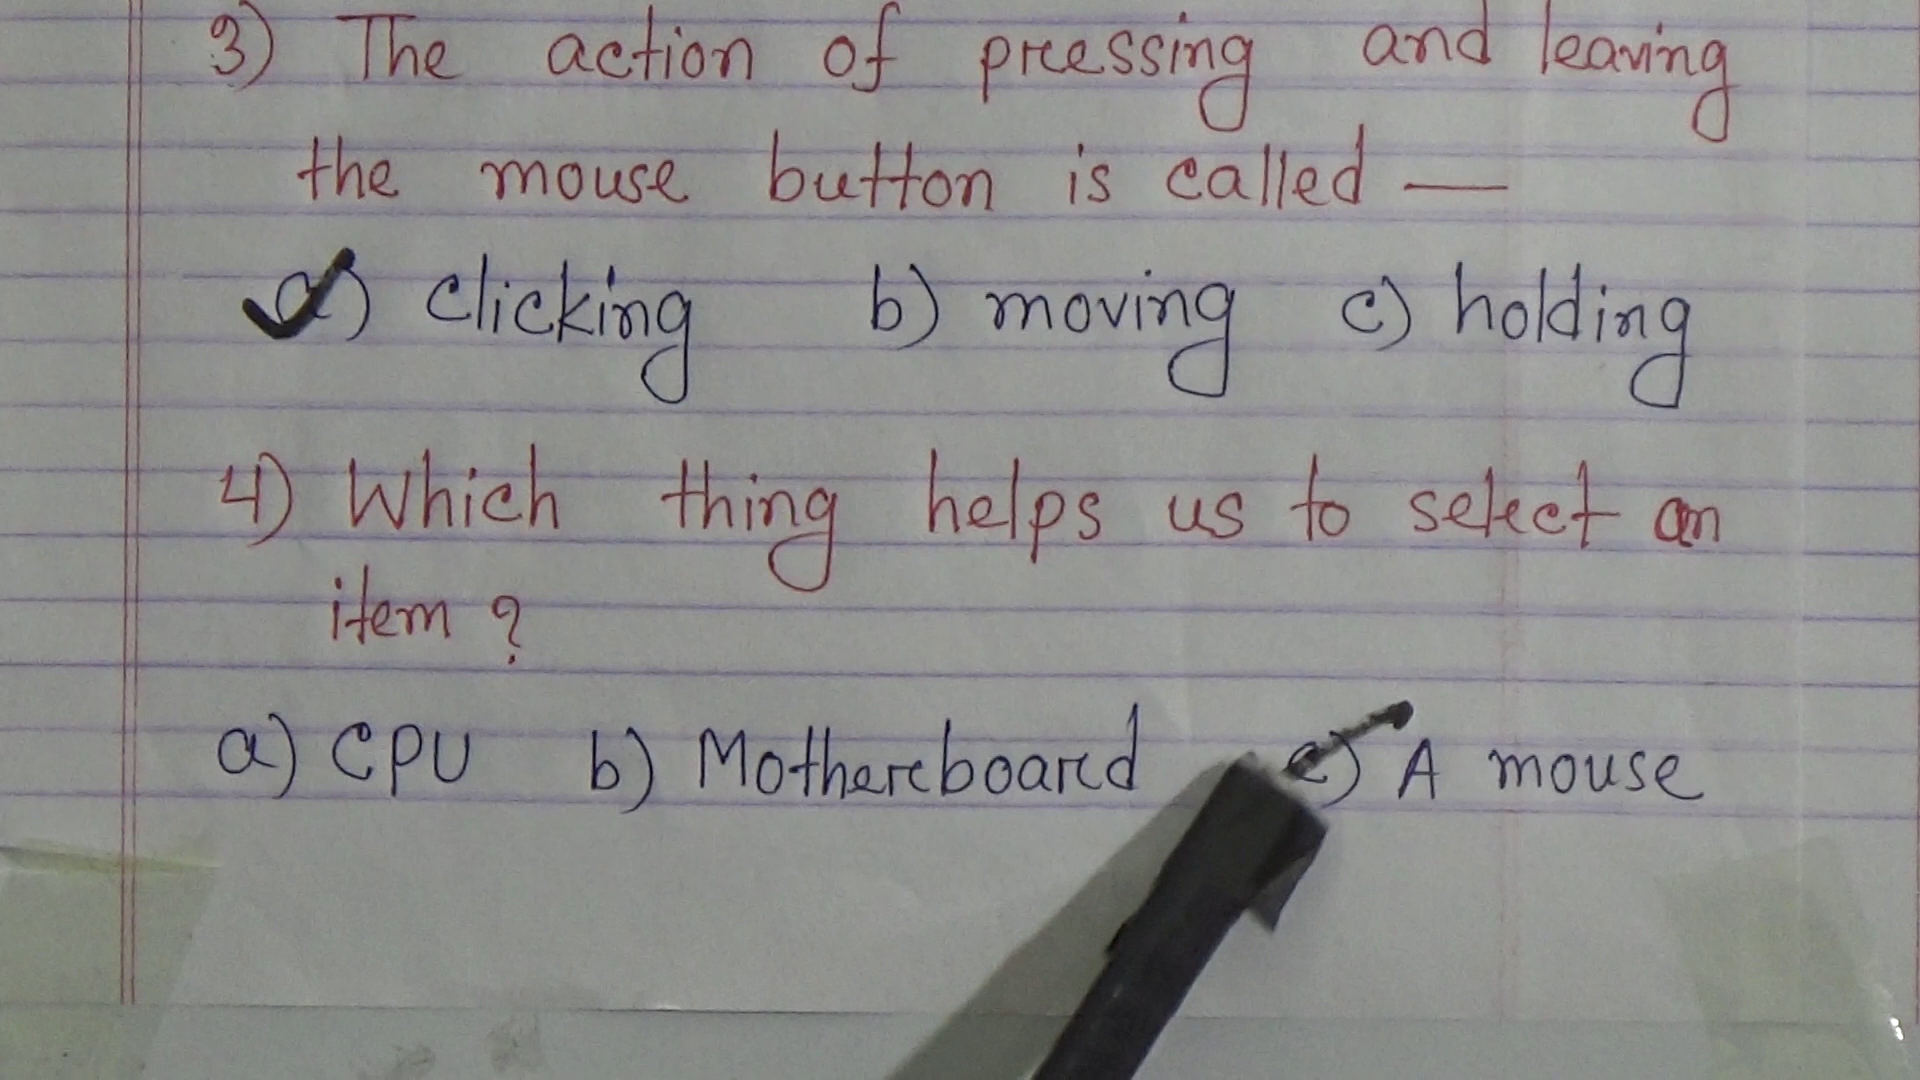 3) The action of pressing and leaving
the mouse button is called —
a) clicking b) moving c) holding
4) Which thing helps us to select an
item ?
a) CPU b) Motherboard c) A mouse